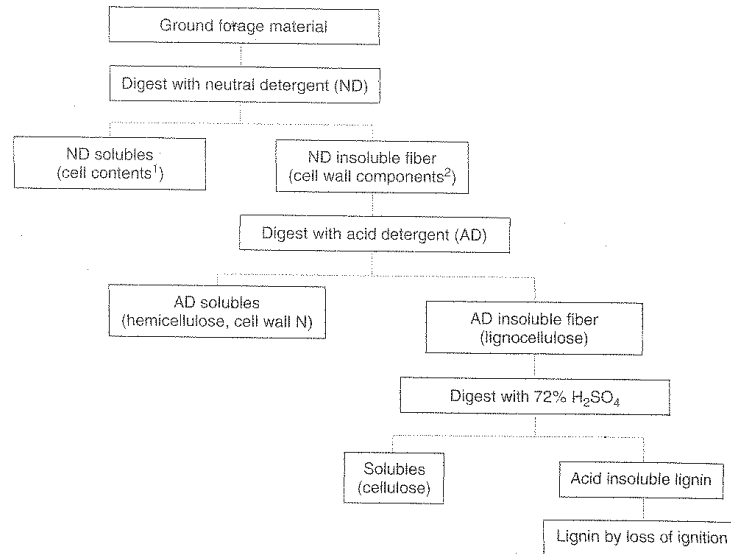 Ground forage material
Digest with neutral detergent (ND)
ND solubles
(cell contents¹)
ND insoluble fiber
(cell wall components²)
Digest with acid detergent (AD)
AD solubles
(hemicellulose, cell wall N)
AD insoluble fiber
(lignocellulose)
Digest with 72% H₂SO₄
Solubles
(cellulose)
Acid insoluble lignin
Lignin by loss of ignition